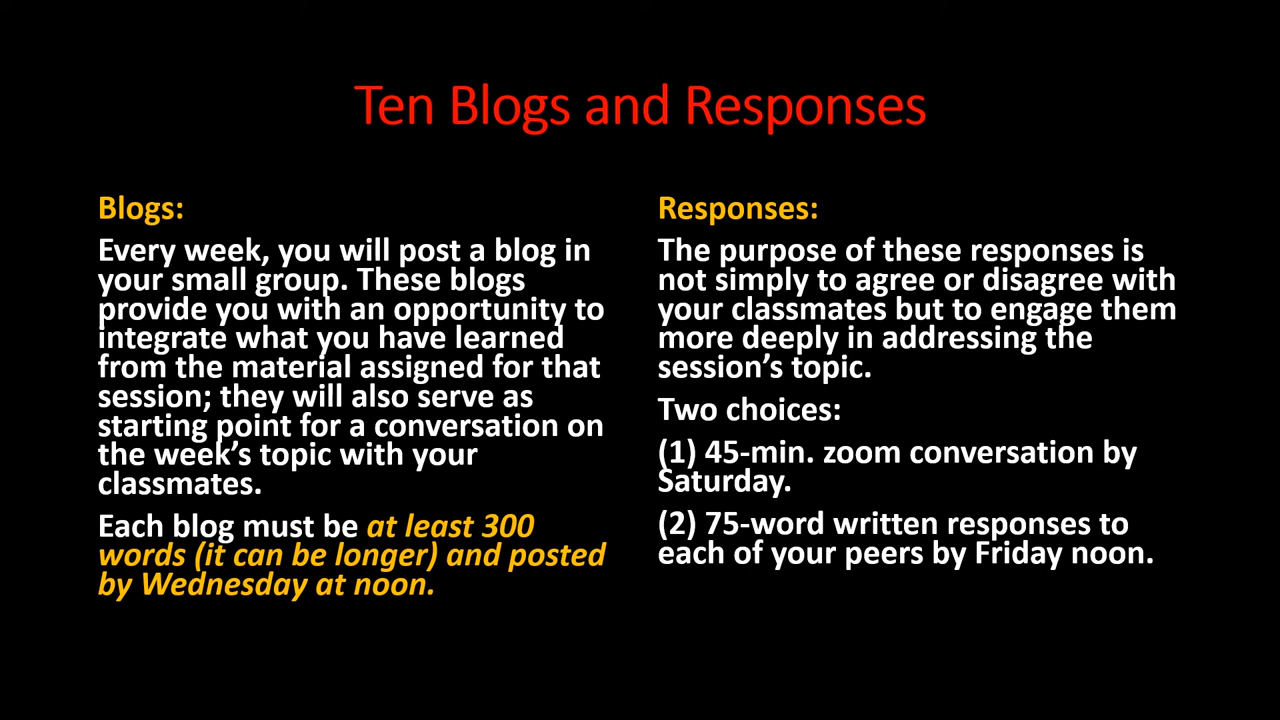 Ten Blogs and Responses
Blogs:
Every week, you will post a blog in
your small group. These blogs
provide you with an opportunity to
integrate what you have learned
from the material assigned for that
session; they will also serve as
starting point for a conversation on
the week’s topic with your
classmates.
Each blog must be at least 300
words (it can be longer) and posted
by Wednesday at noon.
Responses:
The purpose of these responses is
not simply to agree or disagree with
your classmates but to engage them
more deeply in addressing the
session’s topic.
Two choices:
(1) 45-min. zoom conversation by
Saturday.
(2) 75-word written responses to
each of your peers by Friday noon.